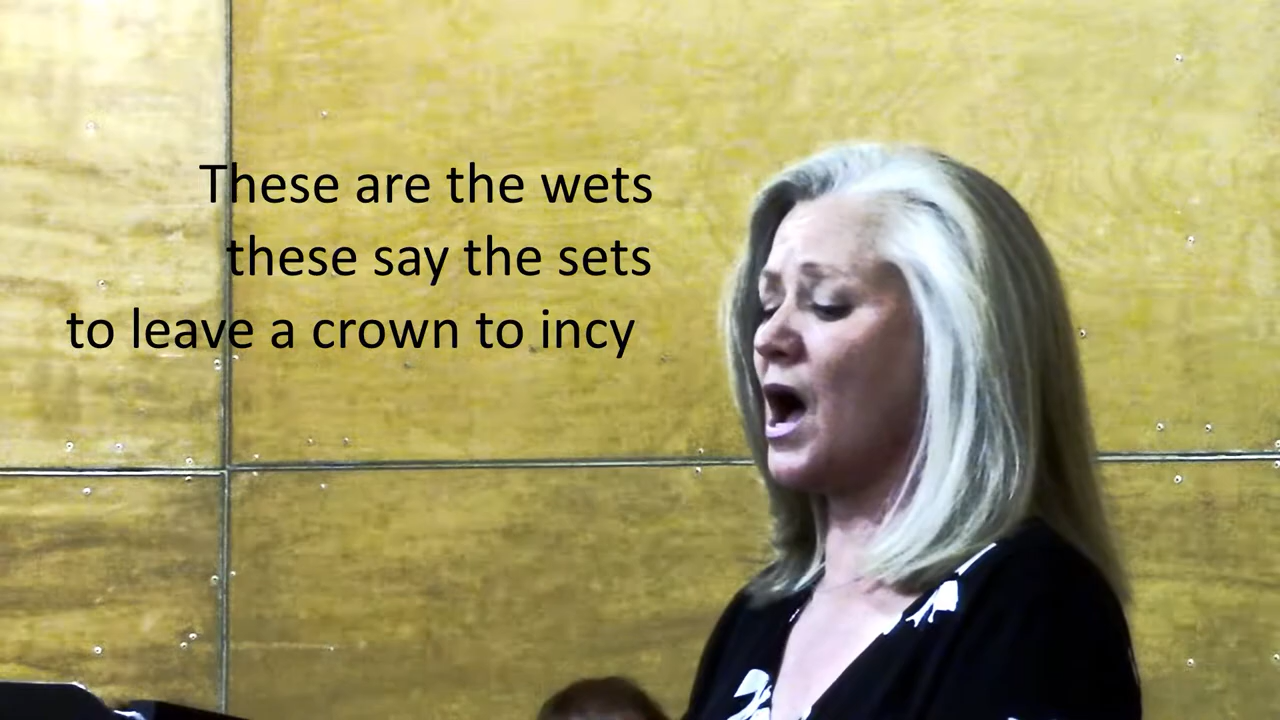 These are the wets
these say the sets
to leave a crown to incy